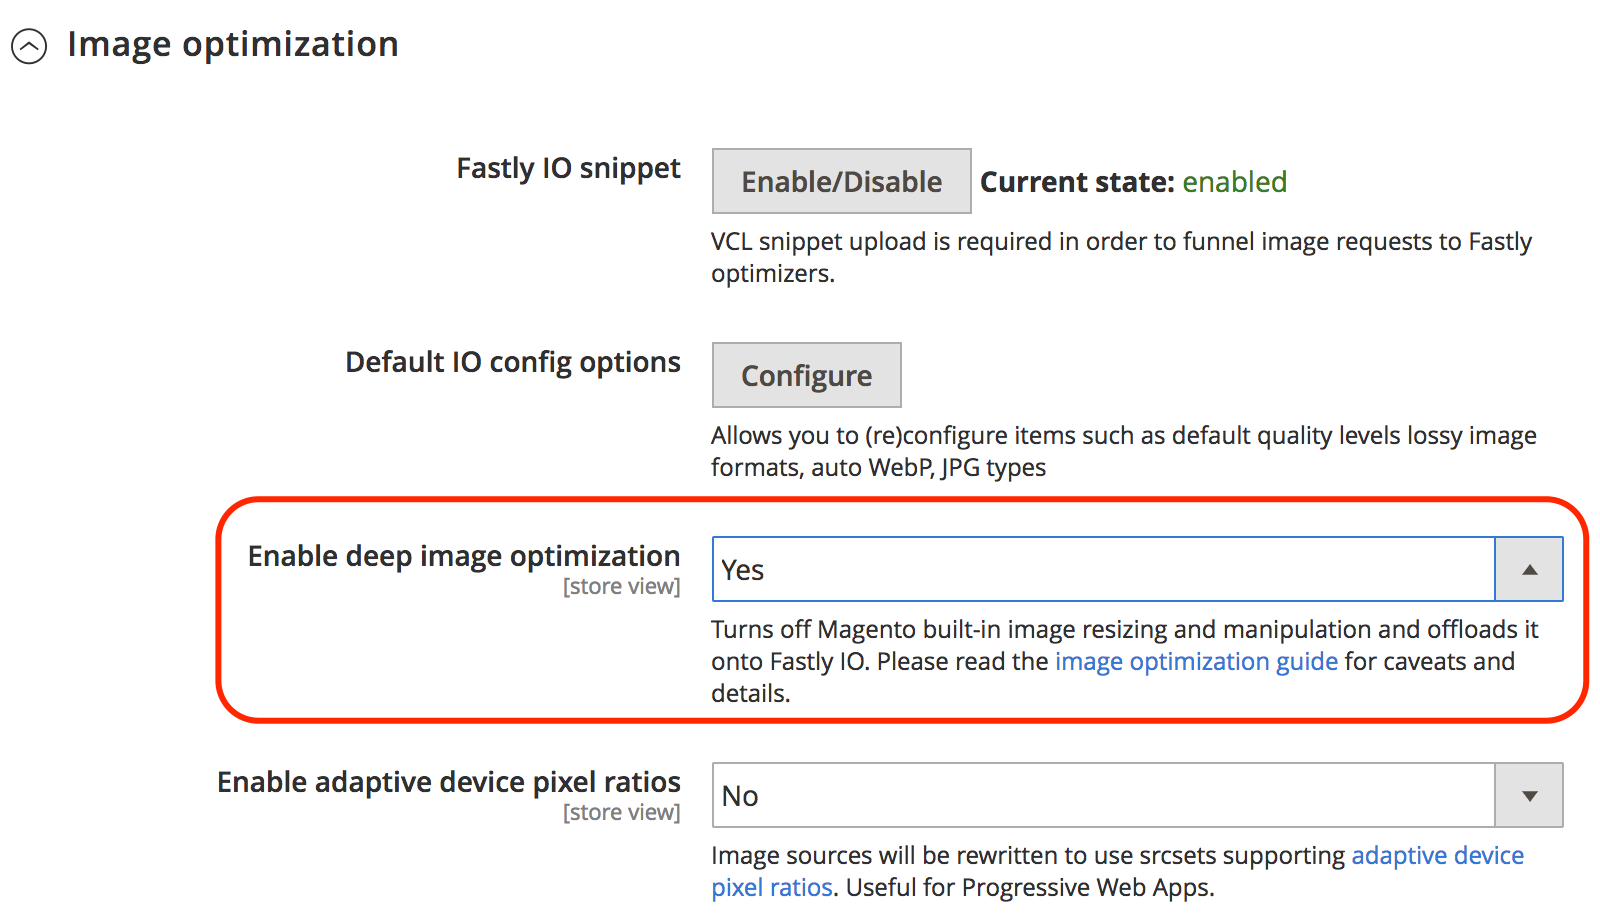 Image optimization
Fastly IO snippet
Enable/Disable
Current state: enabled
VCL snippet upload is required in order to funnel image requests to Fastly
optimizers.
Default IO config options
Configure
Allows you to (re)configure items such as default quality levels lossy image
formats, auto WebP, JPG types
Enable deep image optimization
[store view]
Yes
Turns off Magento built-in image resizing and manipulation and offloads it
onto Fastly IO. Please read the image optimization guide for caveats and
details.
Enable adaptive device pixel ratios
[store view]
No
Image sources will be rewritten to use srcsets supporting adaptive device
pixel ratios. Useful for Progressive Web Apps.